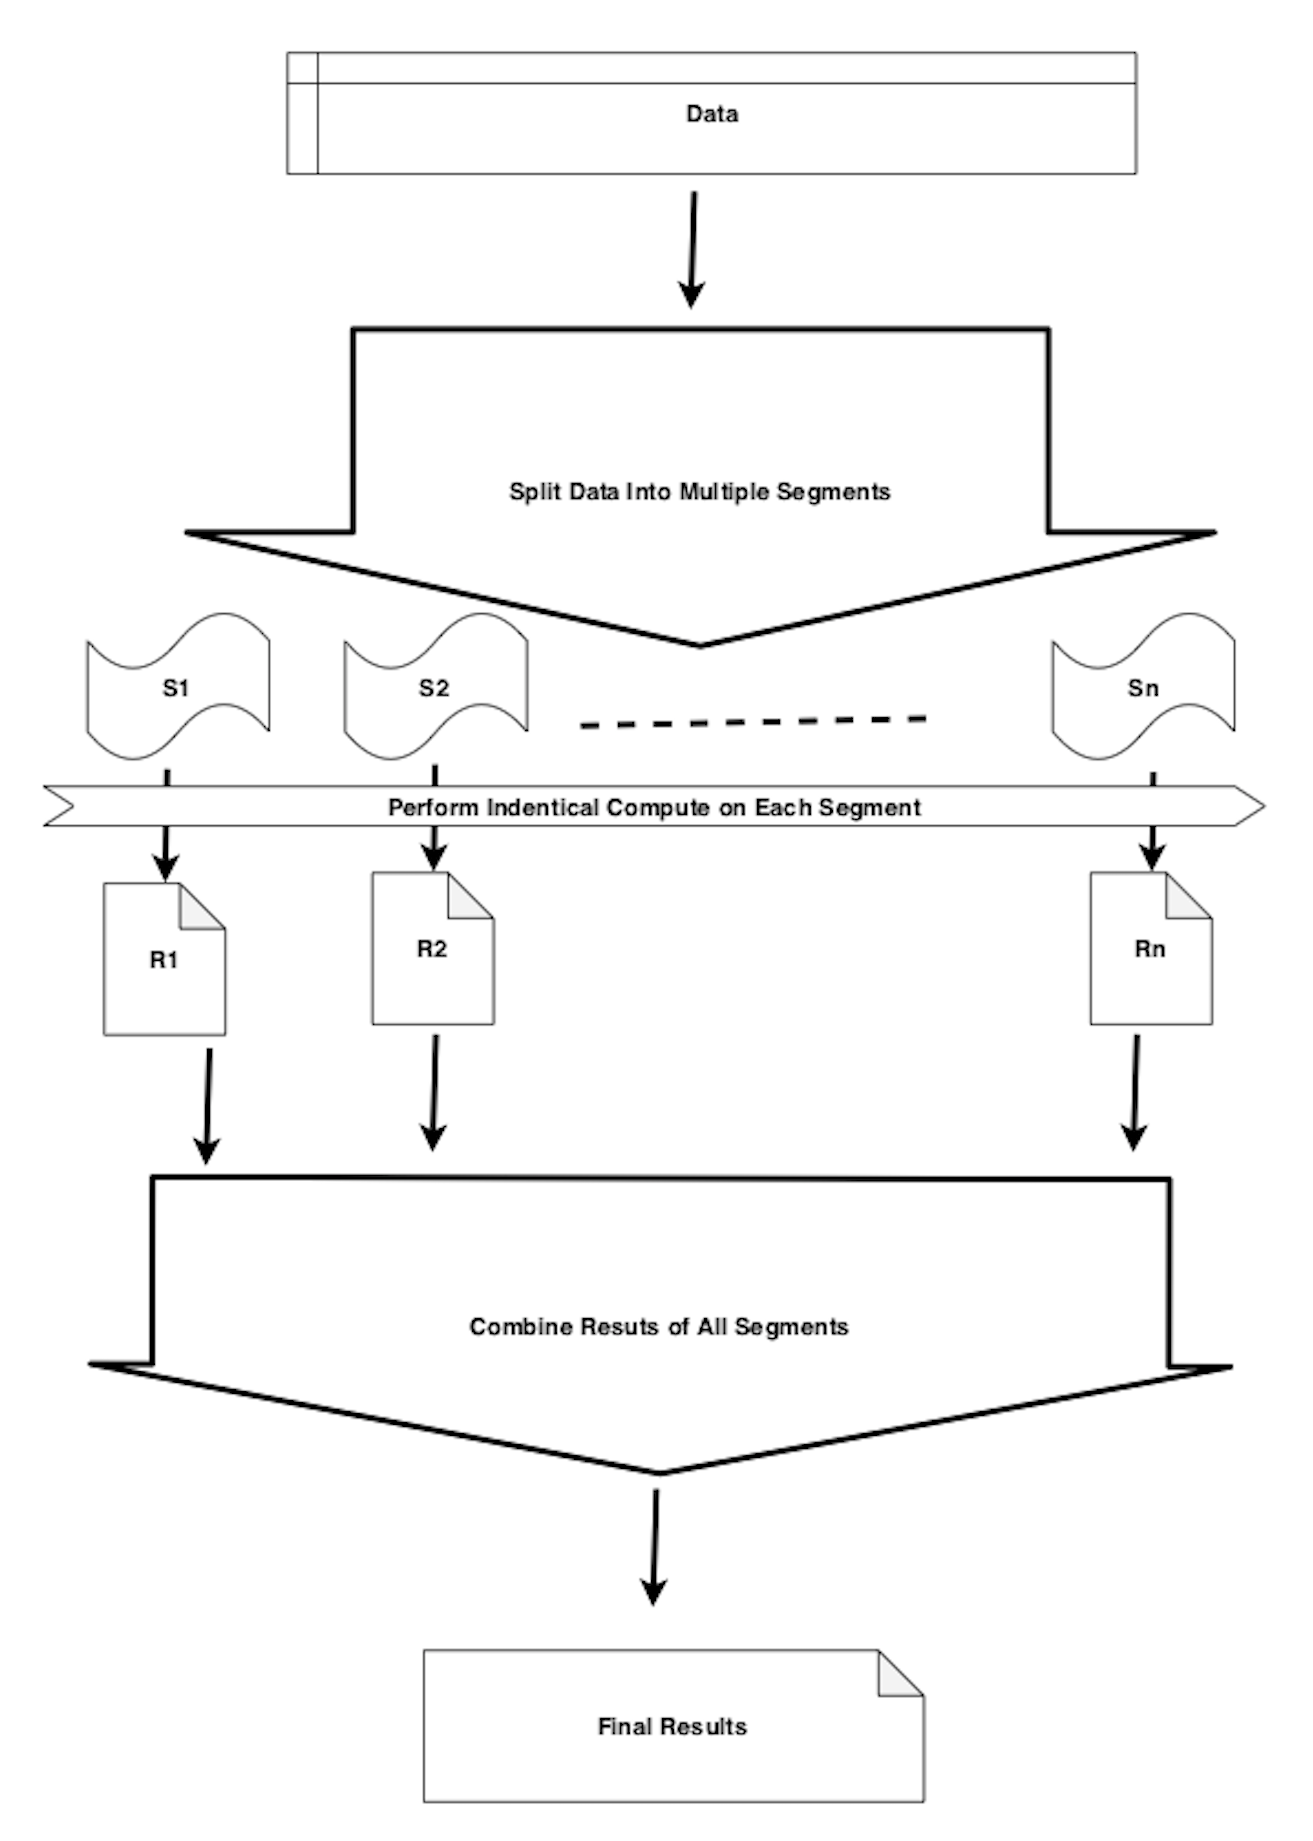 Data
Split Data Into Multiple Segments
S1
S2
Sn
Perform Indentical Compute on Each Segment
R1
R2
Rn
Combine Resuts of All Segments
Final Results